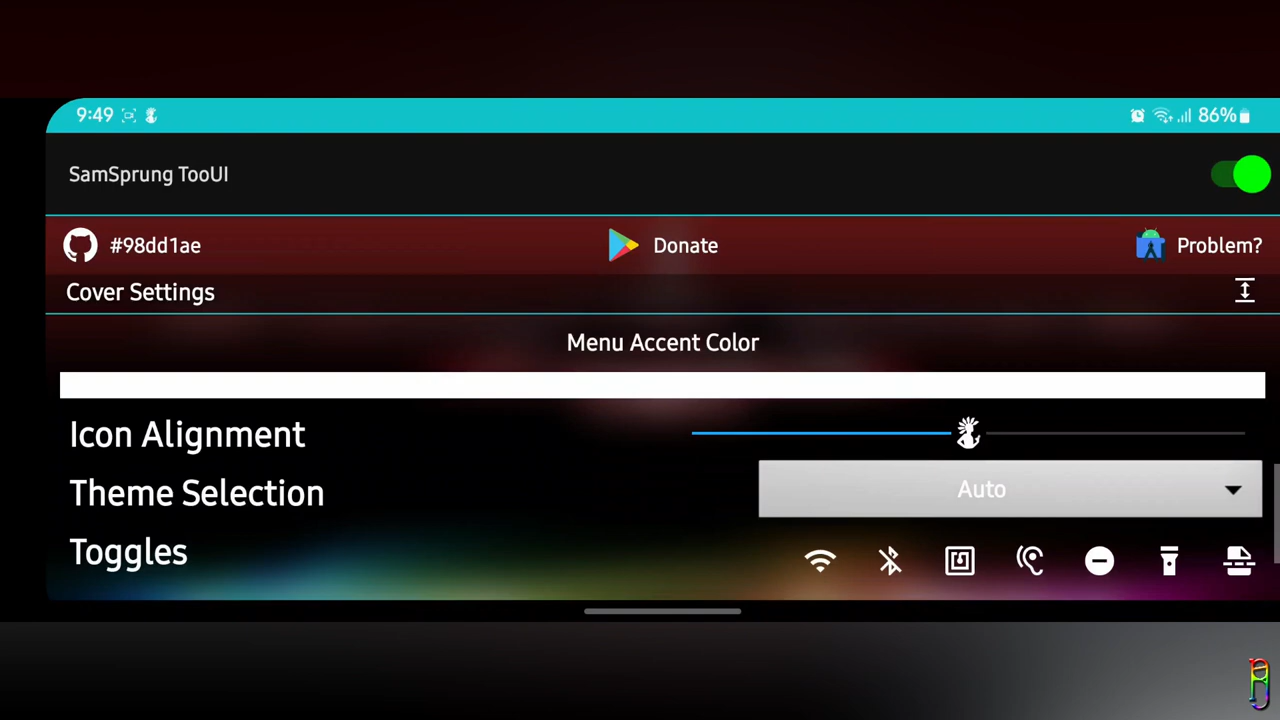 9:49 86%
SamSprung TooUI
#98dd1ae Donate Problem?
Cover Settings
Menu Accent Color
Icon Alignment
Theme Selection Auto
Toggles